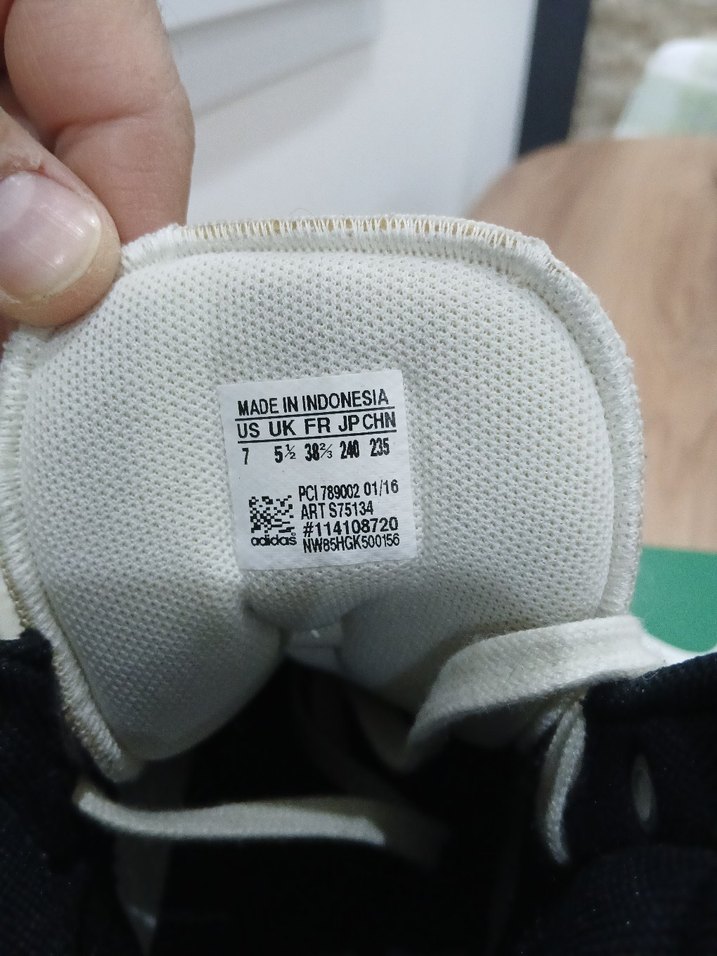 MADE IN INDONESIA
US UK FR JP CHN
7 5½ 38⅔ 240 235
PCI 789002 01/16
ART S75134
#114108720
adidas NW85HGK500156